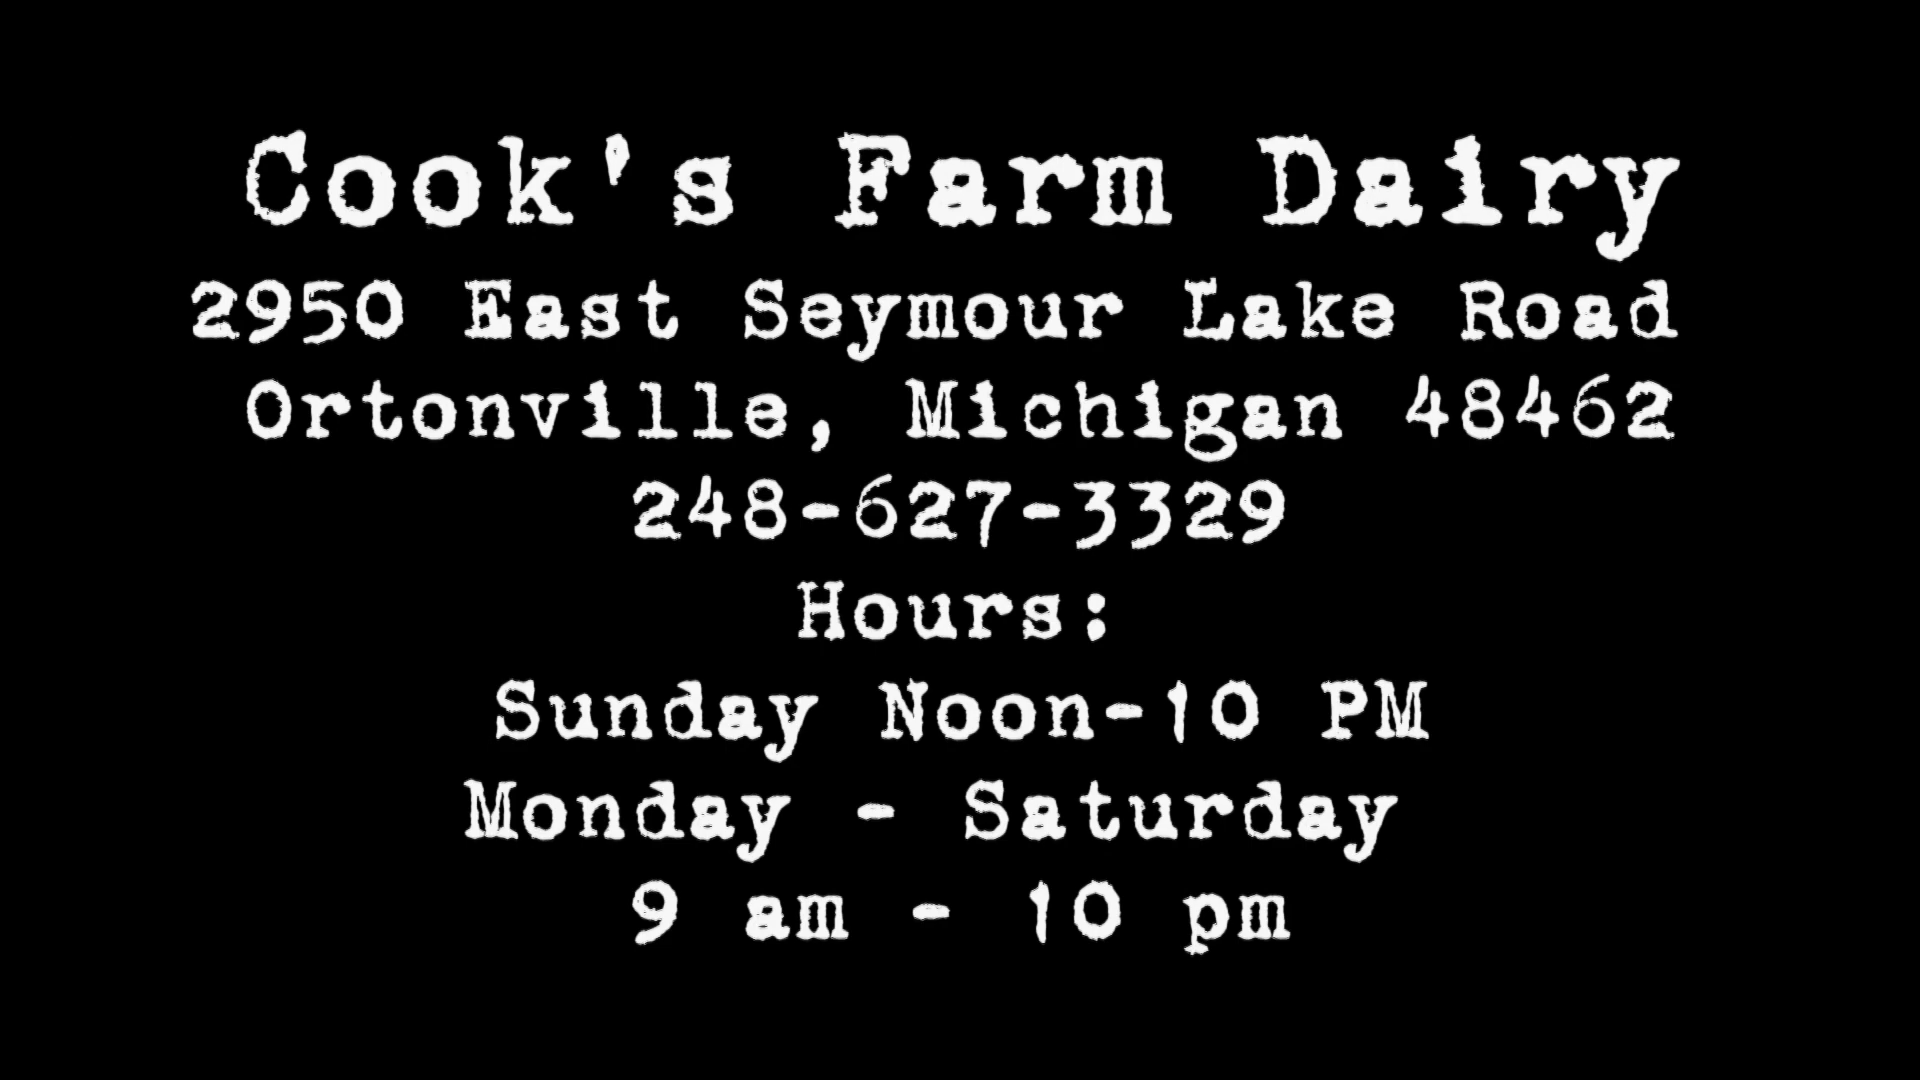 Cook's Farm Dairy
2950 East Seymour Lake Road
Ortonville, Michigan 48462
248-627-3329
Hours:
Sunday Noon-10 PM
Monday - Saturday
9 am - 10 pm